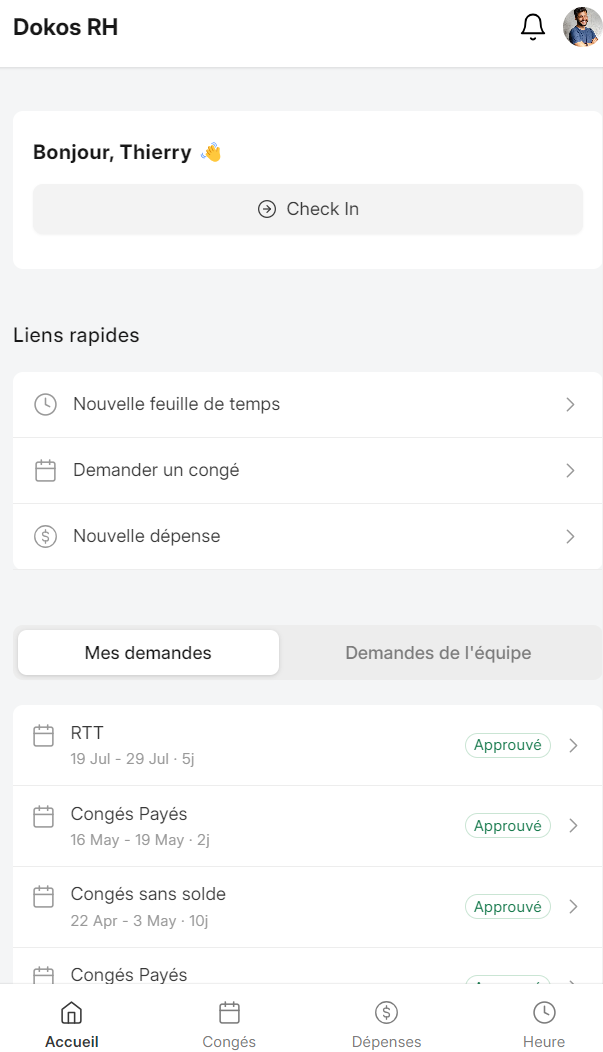 Dokos RH
Bonjour, Thierry 👋
Check In
Liens rapides
Nouvelle feuille de temps
Demander un congé
Nouvelle dépense
Mes demandes
Demandes de l'équipe
RTT
19 Jul - 29 Jul · 5j
Approuvé
Congés Payés
16 May - 19 May · 2j
Approuvé
Congés sans solde
22 Apr - 3 May · 10j
Approuvé
Congés Payés
Accueil
Congés
Dépenses
Heure